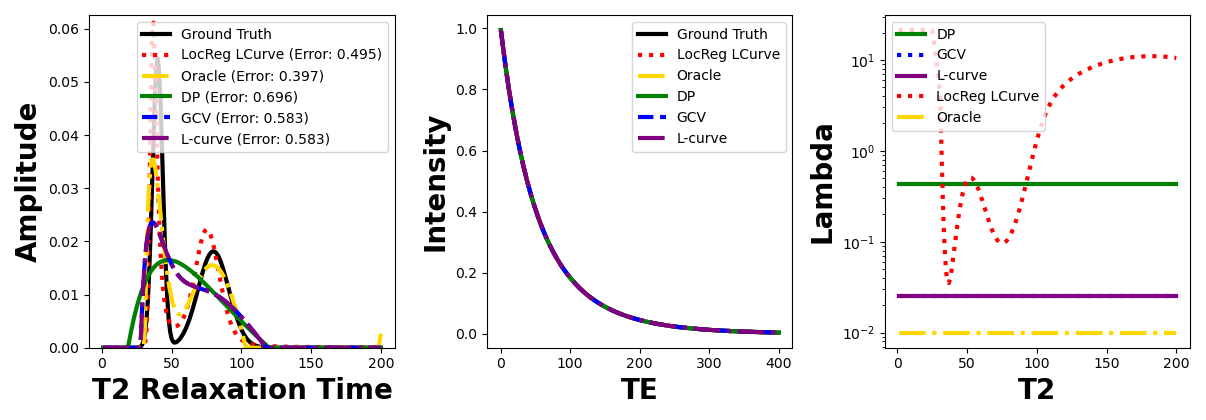 Amplitude
0.06
0.05
0.04
0.03
0.02
0.01
0.00
Ground Truth
LocReg LCurve (Error: 0.495)
Oracle (Error: 0.397)
DP (Error: 0.696)
GCV (Error: 0.583)
L-curve (Error: 0.583)
0 50 100 150 200
T2 Relaxation Time
Intensity
1.0
0.8
0.6
0.4
0.2
0.0
Ground Truth
LocReg LCurve
Oracle
DP
GCV
L-curve
0 100 200 300 400
TE
Lambda
10¹
10⁰
10⁻¹
10⁻²
DP
GCV
L-curve
LocReg LCurve
Oracle
0 50 100 150 200
T2